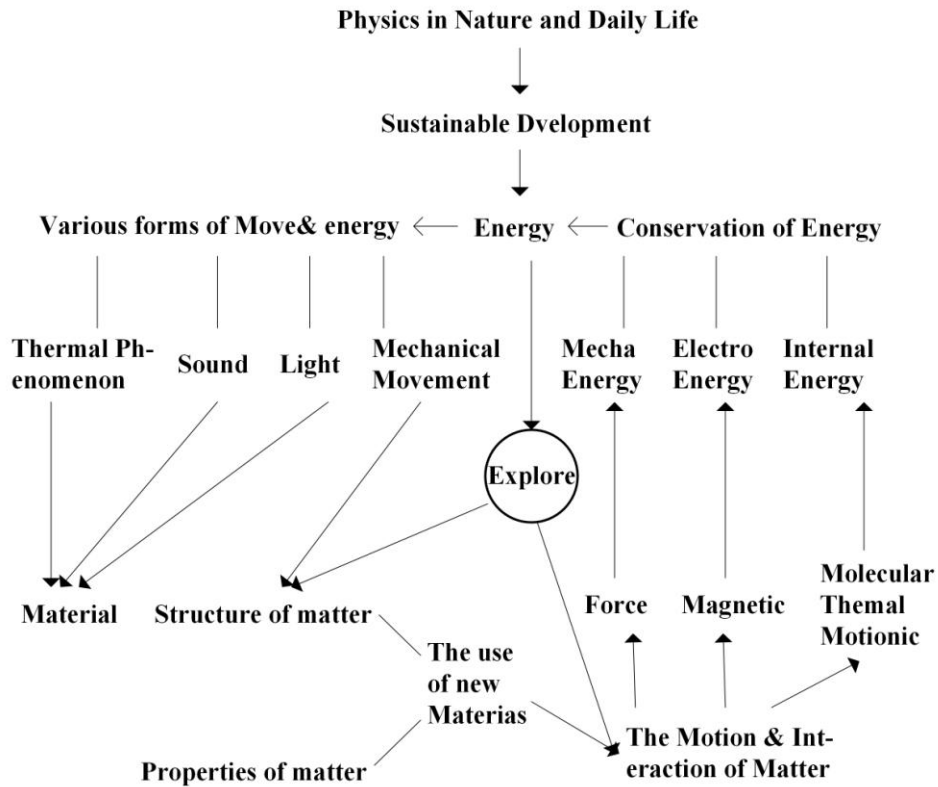 Physics in Nature and Daily Life
Sustainable Dvelopment
Various forms of Move& energy
Energy
Conservation of Energy
Thermal Ph-
enomenon
Sound
Light
Mechanical
Movement
Mecha
Energy
Electro
Energy
Internal
Energy
Explore
Material
Structure of matter
Force
Magnetic
Molecular
Themal
Motionic
The use
of new
Materias
Properties of matter
The Motion & Int-
eraction of Matter